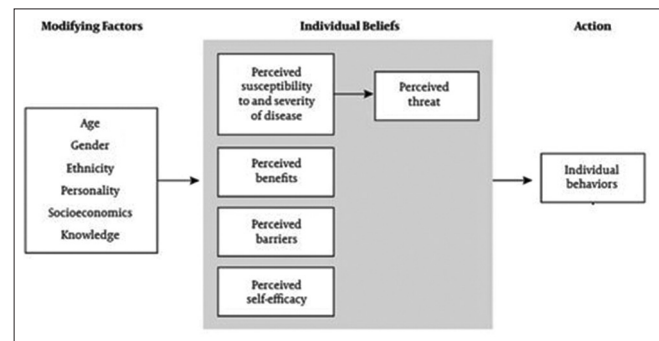 Modifying Factors
Individual Beliefs
Action
Age
Gender
Ethnicity
Personality
Socioeconomics
Knowledge
Perceived
susceptibility
to and severity
of disease
Perceived
threat
Perceived
benefits
Perceived
barriers
Perceived
self-efficacy
Individual
behaviors